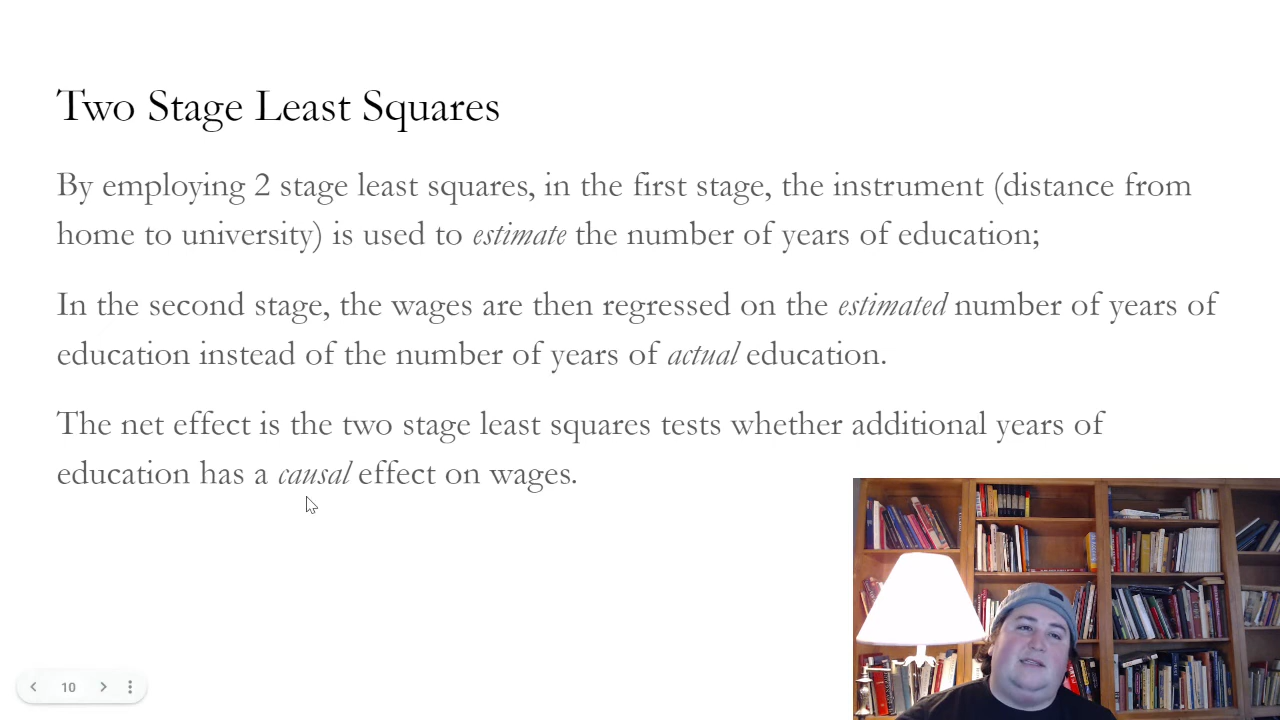 Two Stage Least Squares
By employing 2 stage least squares, in the first stage, the instrument (distance from
home to university) is used to estimate the number of years of education;
In the second stage, the wages are then regressed on the estimated number of years of
education instead of the number of years of actual education.
The net effect is the two stage least squares tests whether additional years of
education has a causal effect on wages.
10